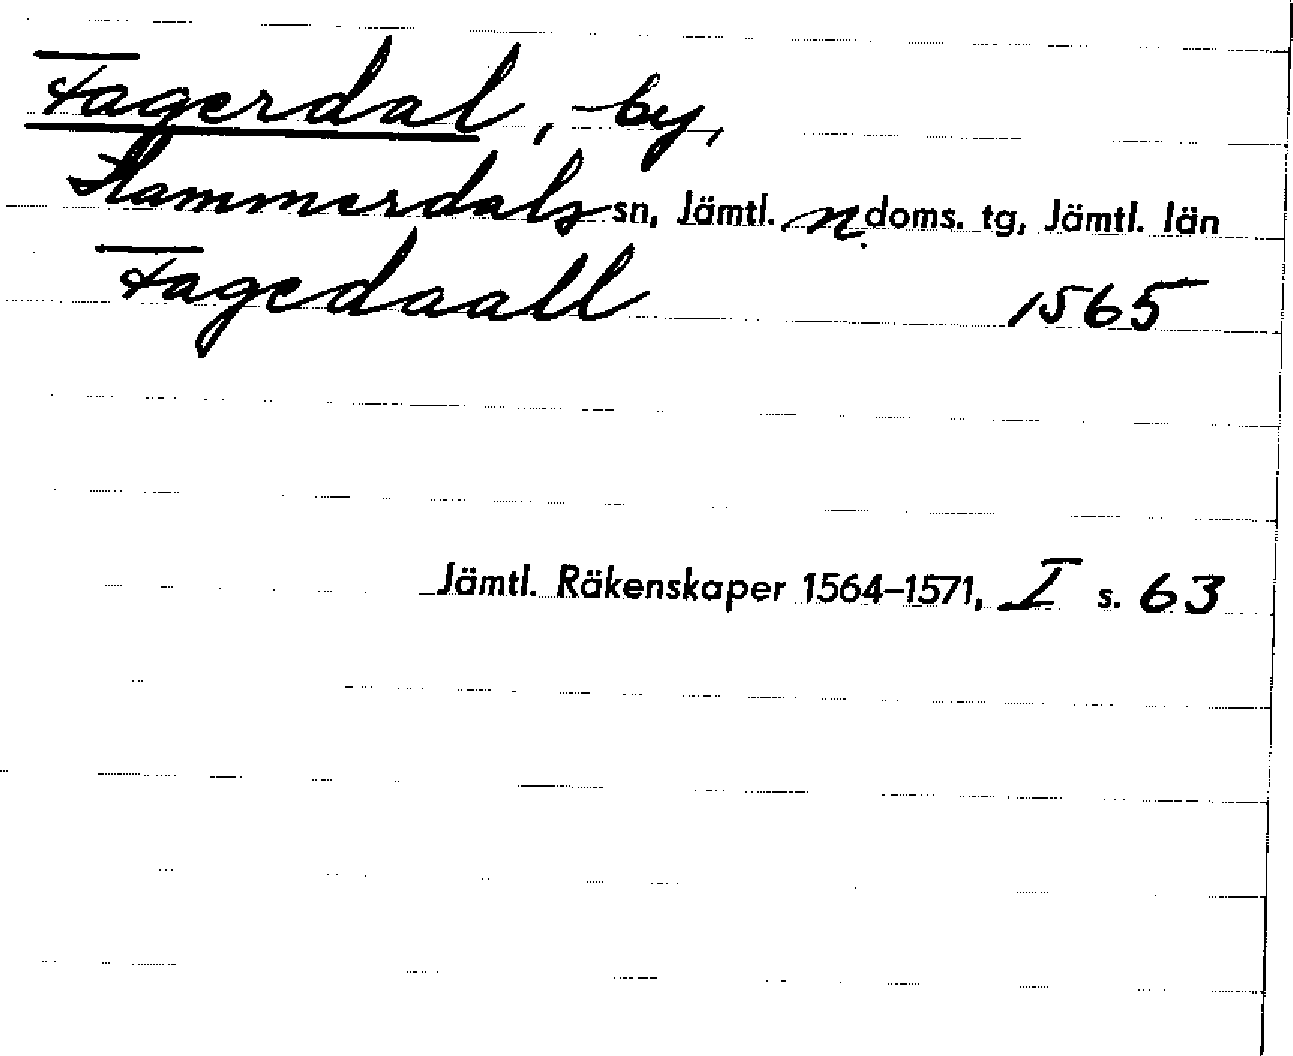 Fagerdal, by,
Hammerdals sn, Jämtl. n. doms. tg, Jämtl. län
Fagedaall 1565
Jämtl. Räkenskaper 1564–1571, I s. 63